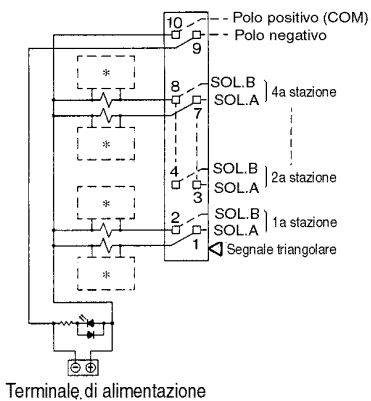 10 Polo positivo (COM)
9 Polo negativo
*
8 SOL.B
7 SOL.A
4a stazione
*
4 SOL.B
3 SOL.A
2a stazione
*
2 SOL.B
1 SOL.A
1a stazione
Segnale triangolare
*
⊖ ⊕
Terminale di alimentazione